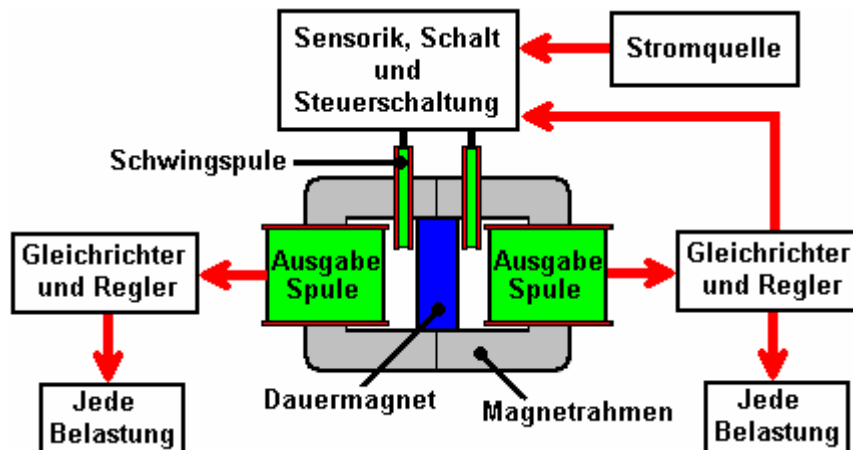 Sensorik, Schalt
und
Steuerschaltung
Stromquelle
Schwingspule
Gleichrichter
und Regler
Ausgabe
Spule
Ausgabe
Spule
Gleichrichter
und Regler
Dauermagnet
Magnetrahmen
Jede
Belastung
Jede
Belastung